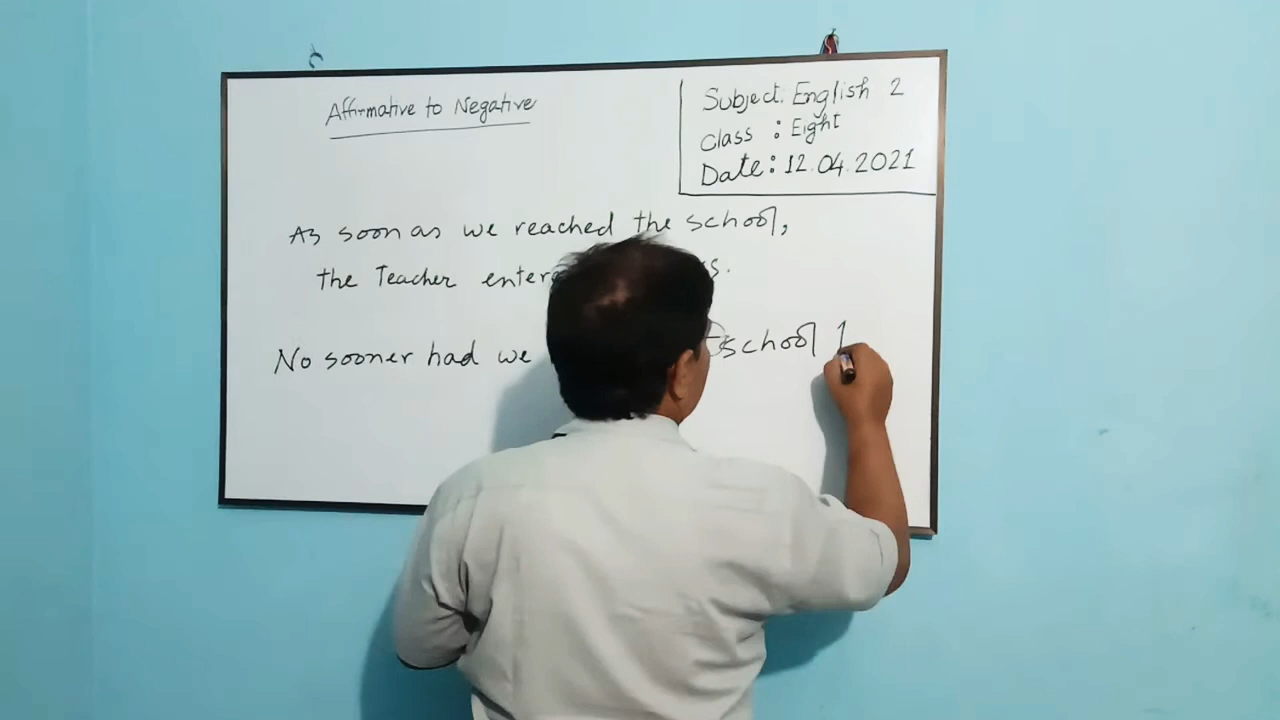 Affirmative to Negative
Subject. English 2
Class : Eight
Date: 12.04.2021
As soon as we reached the school,
the Teacher
No sooner had we school